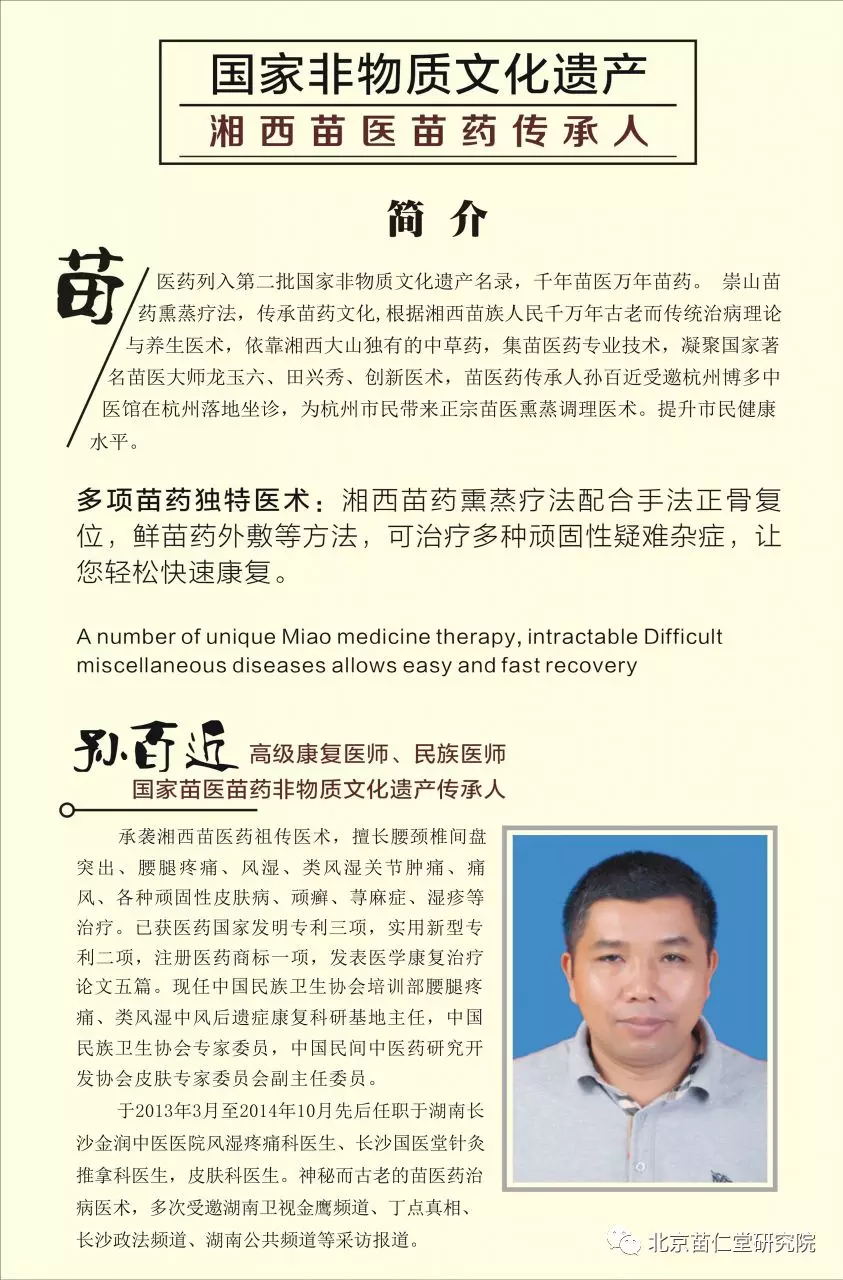 国家非物质文化遗产
湘西苗医苗药传承人
简介
苗
医药列入第二批国家非物质文化遗产名录，千年苗医万年苗药。 崇山苗
药熏蒸疗法，传承苗药文化,根据湘西苗族人民千万年古老而传统治病理论
与养生医术，依靠湘西大山独有的中草药，集苗医药专业技术，凝聚国家著
名苗医大师龙玉六、田兴秀、创新医术，苗医药传承人孙百近受邀杭州博多中
医馆在杭州落地坐诊，为杭州市民带来正宗苗医熏蒸调理医术。提升市民健康
水平。
多项苗药独特医术：湘西苗药熏蒸疗法配合手法正骨复
位，鲜苗药外敷等方法，可治疗多种顽固性疑难杂症，让
您轻松快速康复。
A number of unique Miao medicine therapy, intractable Difficult
miscellaneous diseases allows easy and fast recovery
孙百近 高级康复医师、民族医师
国家苗医苗药非物质文化遗产传承人
承袭湘西苗医药祖传医术，擅长腰颈椎间盘
突出、腰腿疼痛、风湿、类风湿关节肿痛、痛
风、各种顽固性皮肤病、顽癣、荨麻症、湿疹等
治疗。已获医药国家发明专利三项，实用新型专
利二项，注册医药商标一项，发表医学康复治疗
论文五篇。现任中国民族卫生协会培训部腰腿疼
痛、类风湿中风后遗症康复科研基地主任，中国
民族卫生协会专家委员，中国民间中医药研究开
发协会皮肤专家委员会副主任委员。
于2013年3月至2014年10月先后任职于湖南长
沙金润中医医院风湿疼痛科医生、长沙国医堂针灸
推拿科医生，皮肤科医生。神秘而古老的苗医药治
病医术，多次受邀湖南卫视金鹰频道、丁点真相、
长沙政法频道、湖南公共频道等采访报道。
北京苗仁堂研究院